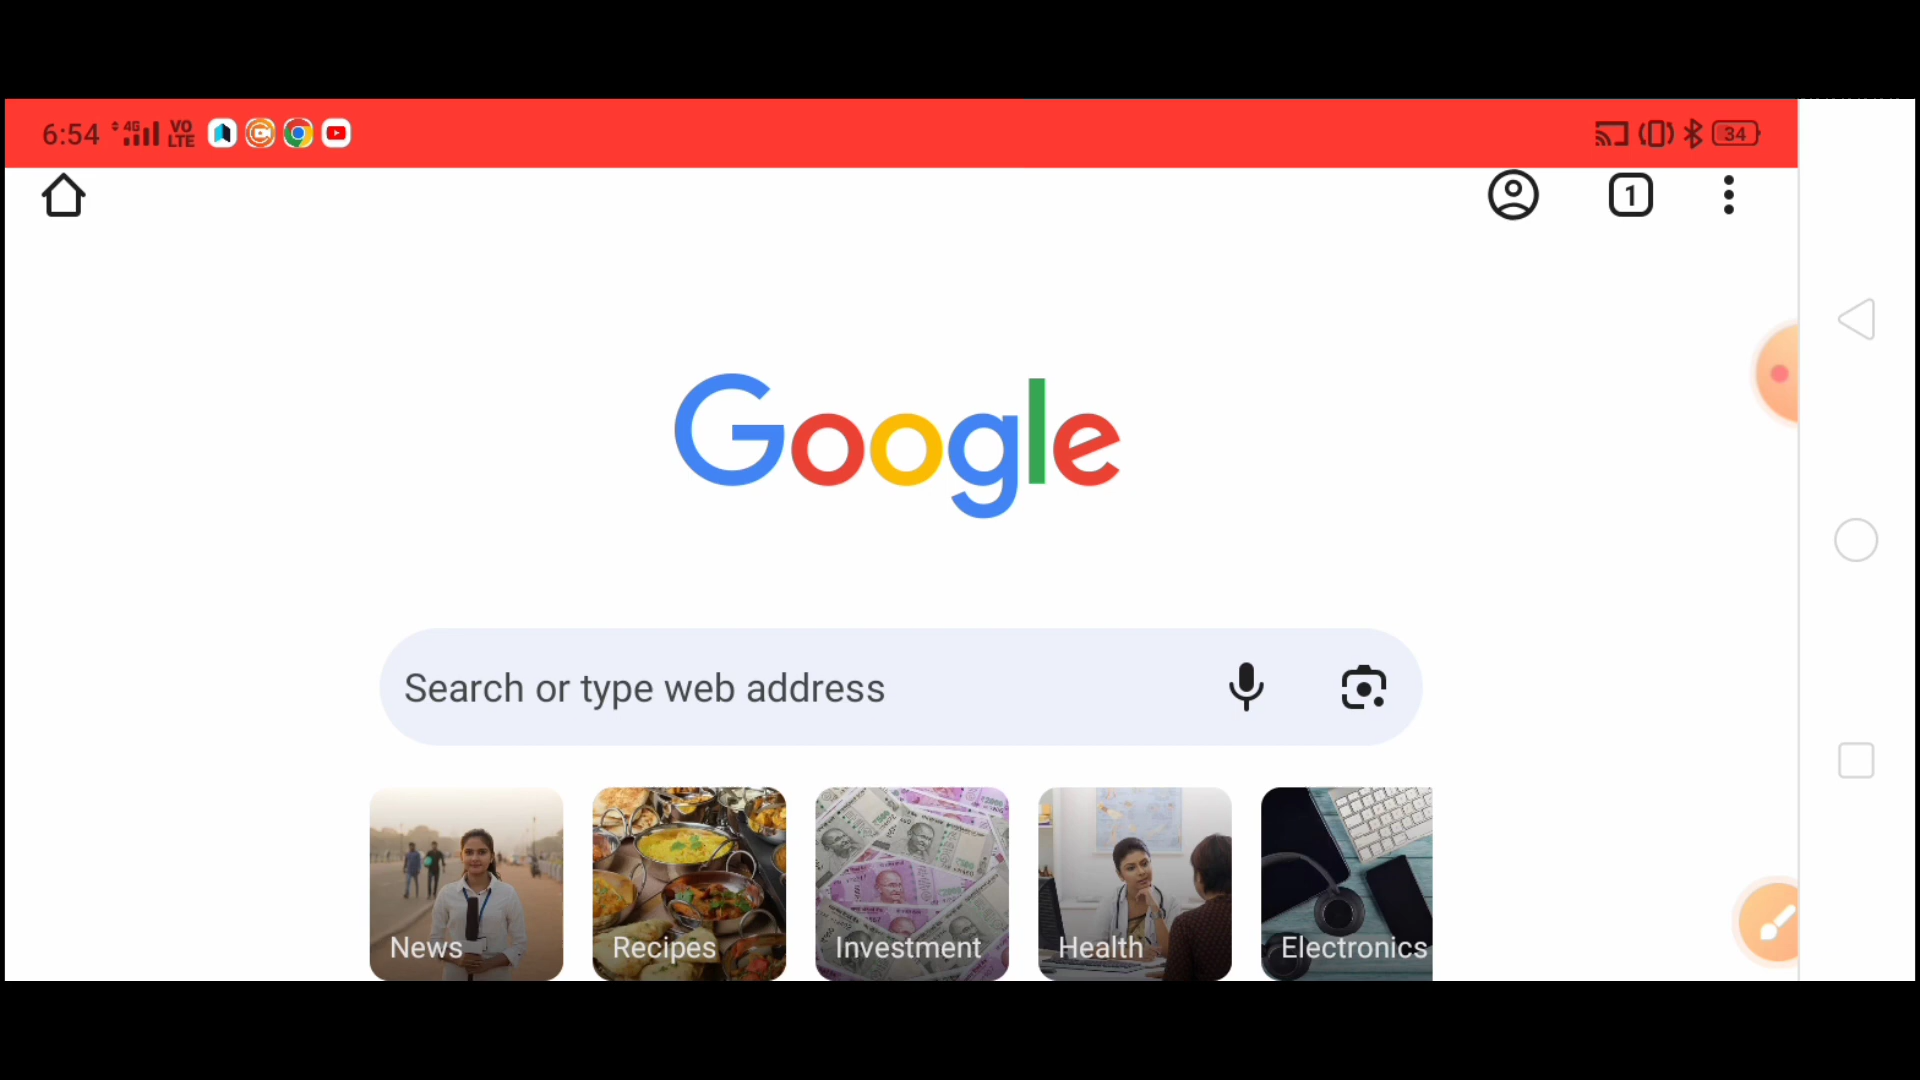 6:54 4G VO LTE 34
1
Google
Search or type web address
News Recipes Investment Health Electronics